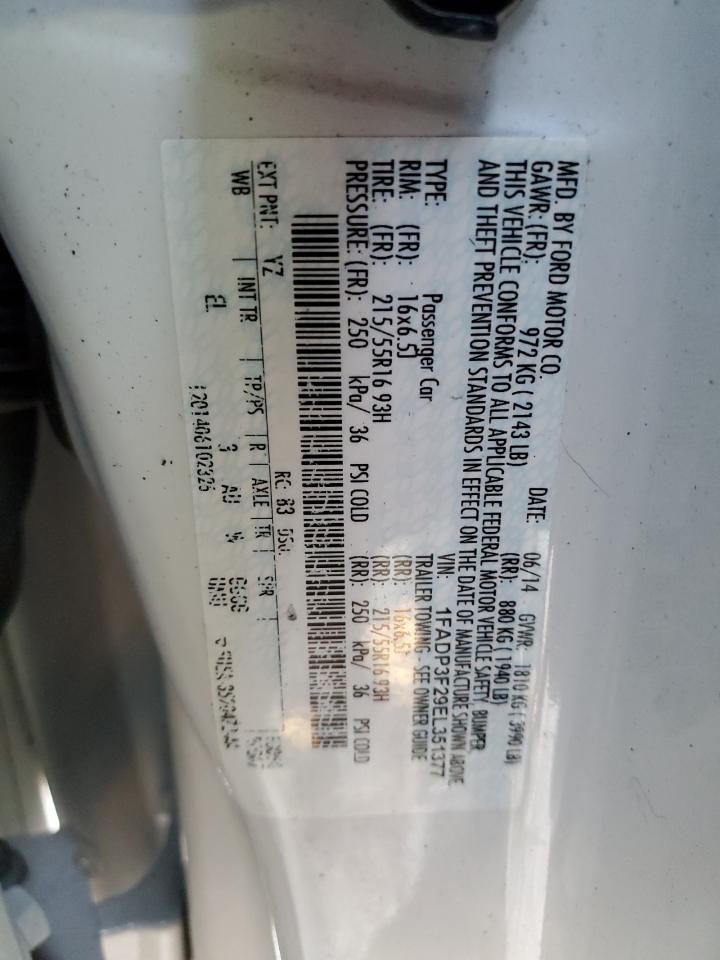 MFD. BY FORD MOTOR CO.
DATE: 06/14 GVWR: 1810 KG ( 3990 LB)
GAWR: (FR): 972 KG ( 2143 LB) (RR): 880 KG ( 1940 LB)
THIS VEHICLE CONFORMS TO ALL APPLICABLE FEDERAL MOTOR VEHICLE SAFETY, BUMPER,
AND THEFT PREVENTION STANDARDS IN EFFECT ON THE DATE OF MANUFACTURE SHOWN ABOVE
VIN: 1FADP3F29EL351377
TYPE: Passenger Car TRAILER TOWING - SEE OWNER GUIDE
RIM: (FR): 16x6.5J (RR): 16x6.5J
TIRE: (FR): 215/55R16 93H (RR): 215/55R16 93H
PRESSURE: (FR): 250 kPa/ 36 PSI COLD (RR): 250 kPa/ 36 PSI COLD
EXT PNT: YZ RC: 83 DSO:
WB INT TR TP/PS R AXLE TR SPR
EL 3 AU